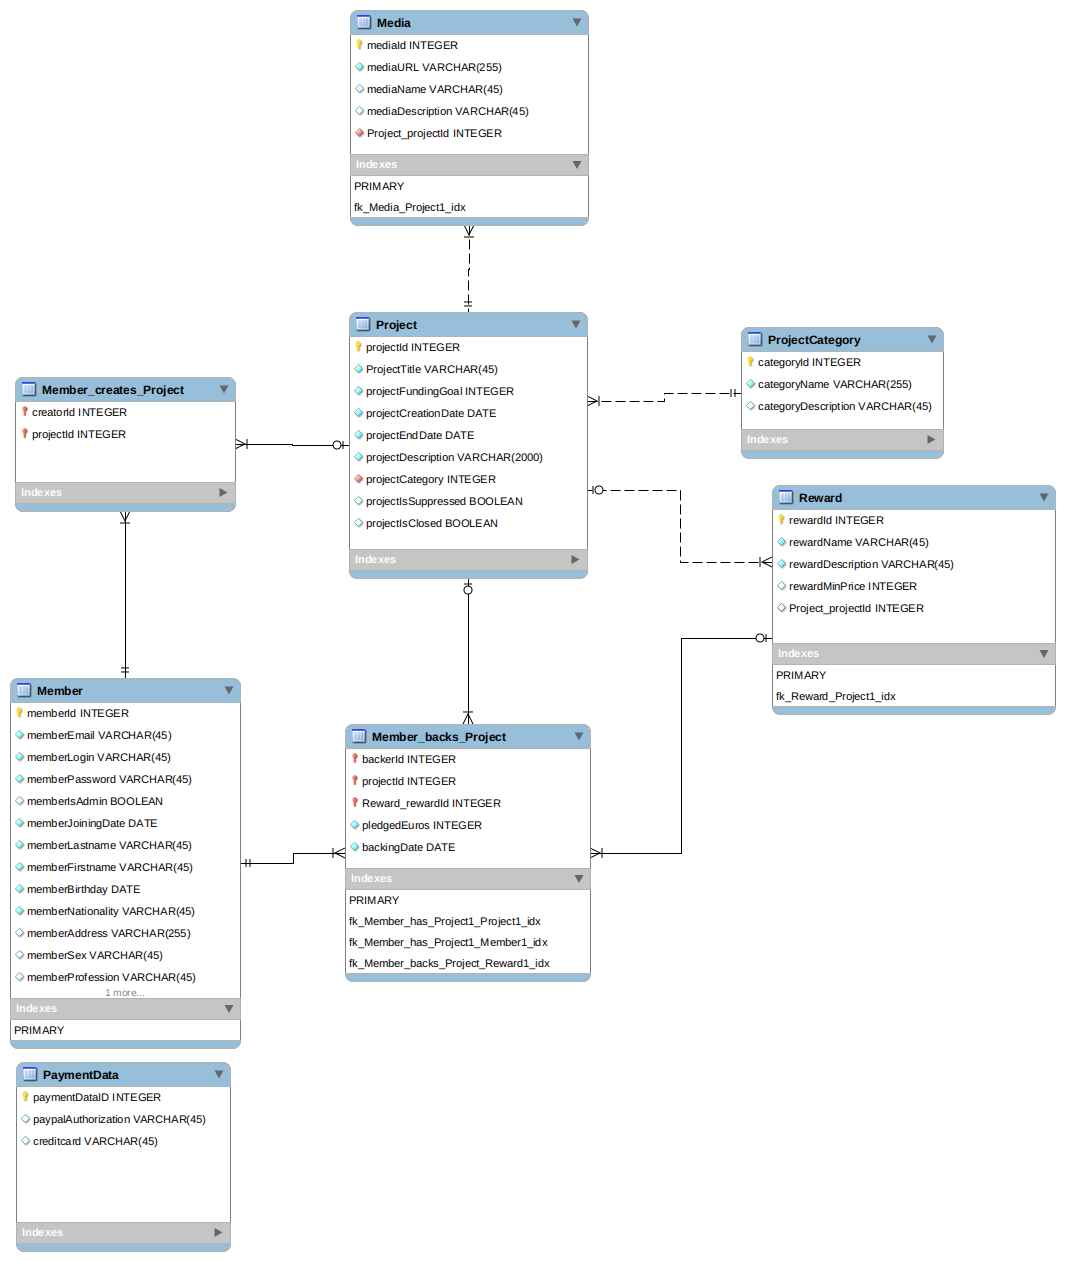 Media
mediaId INTEGER
mediaURL VARCHAR(255)
mediaName VARCHAR(45)
mediaDescription VARCHAR(45)
Project_projectId INTEGER
Indexes
PRIMARY
fk_Media_Project1_idx
Project
projectId INTEGER
ProjectTitle VARCHAR(45)
projectFundingGoal INTEGER
projectCreationDate DATE
projectEndDate DATE
projectDescription VARCHAR(2000)
projectCategory INTEGER
projectIsSuppressed BOOLEAN
projectIsClosed BOOLEAN
Indexes
ProjectCategory
categoryId INTEGER
categoryName VARCHAR(255)
categoryDescription VARCHAR(45)
Indexes
Member_creates_Project
creatorId INTEGER
projectId INTEGER
Indexes
Reward
rewardId INTEGER
rewardName VARCHAR(45)
rewardDescription VARCHAR(45)
rewardMinPrice INTEGER
Project_projectId INTEGER
Indexes
PRIMARY
fk_Reward_Project1_idx
Member
memberId INTEGER
memberEmail VARCHAR(45)
memberLogin VARCHAR(45)
memberPassword VARCHAR(45)
memberIsAdmin BOOLEAN
memberJoiningDate DATE
memberLastname VARCHAR(45)
memberFirstname VARCHAR(45)
memberBirthday DATE
memberNationality VARCHAR(45)
memberAddress VARCHAR(255)
memberSex VARCHAR(45)
memberProfession VARCHAR(45)
1 more...
Indexes
PRIMARY
Member_backs_Project
backerId INTEGER
projectId INTEGER
Reward_rewardId INTEGER
pledgedEuros INTEGER
backingDate DATE
Indexes
PRIMARY
fk_Member_has_Project1_Project1_idx
fk_Member_has_Project1_Member1_idx
fk_Member_backs_Project_Reward1_idx
PaymentData
paymentDataID INTEGER
paypalAuthorization VARCHAR(45)
creditcard VARCHAR(45)
Indexes